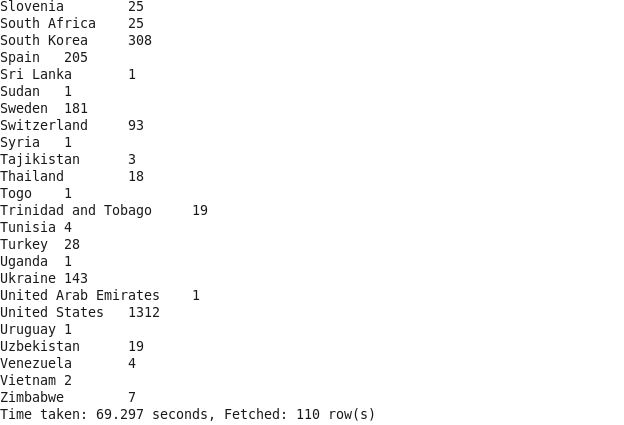 Slovenia	25
South Africa	25
South Korea	308
Spain	205
Sri Lanka	1
Sudan	1
Sweden	181
Switzerland	93
Syria	1
Tajikistan	3
Thailand	18
Togo	1
Trinidad and Tobago	19
Tunisia	4
Turkey	28
Uganda	1
Ukraine	143
United Arab Emirates	1
United States	1312
Uruguay	1
Uzbekistan	19
Venezuela	4
Vietnam	2
Zimbabwe	7
Time taken: 69.297 seconds, Fetched: 110 row(s)